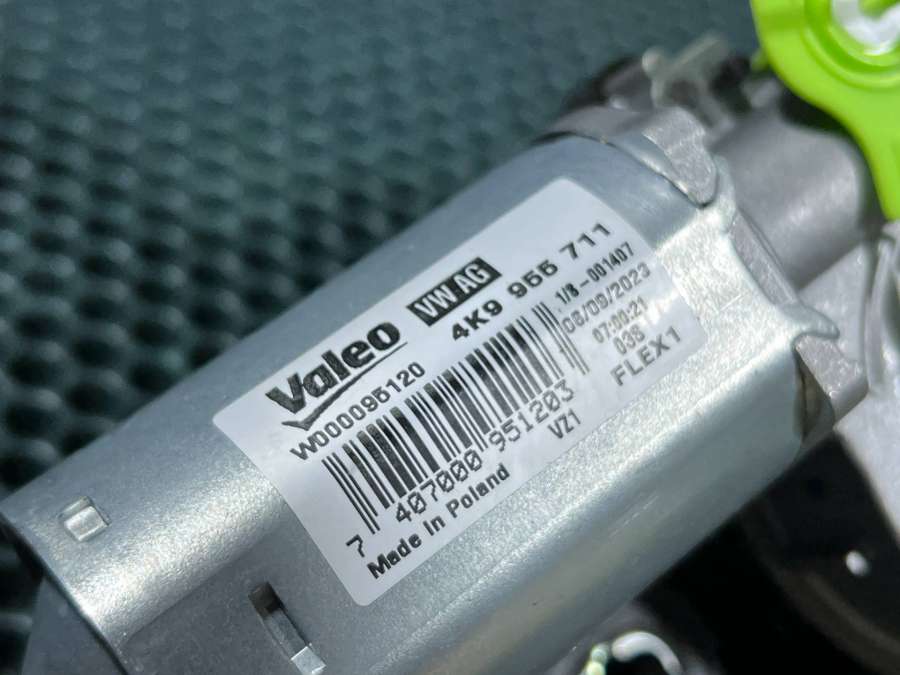 Valeo VW AG
W000095120 4K9 955 711
1/8-001407
08/09/2023
07:00:21
03S
FLEX1
7 407000 951203
VZ1
Made in Poland